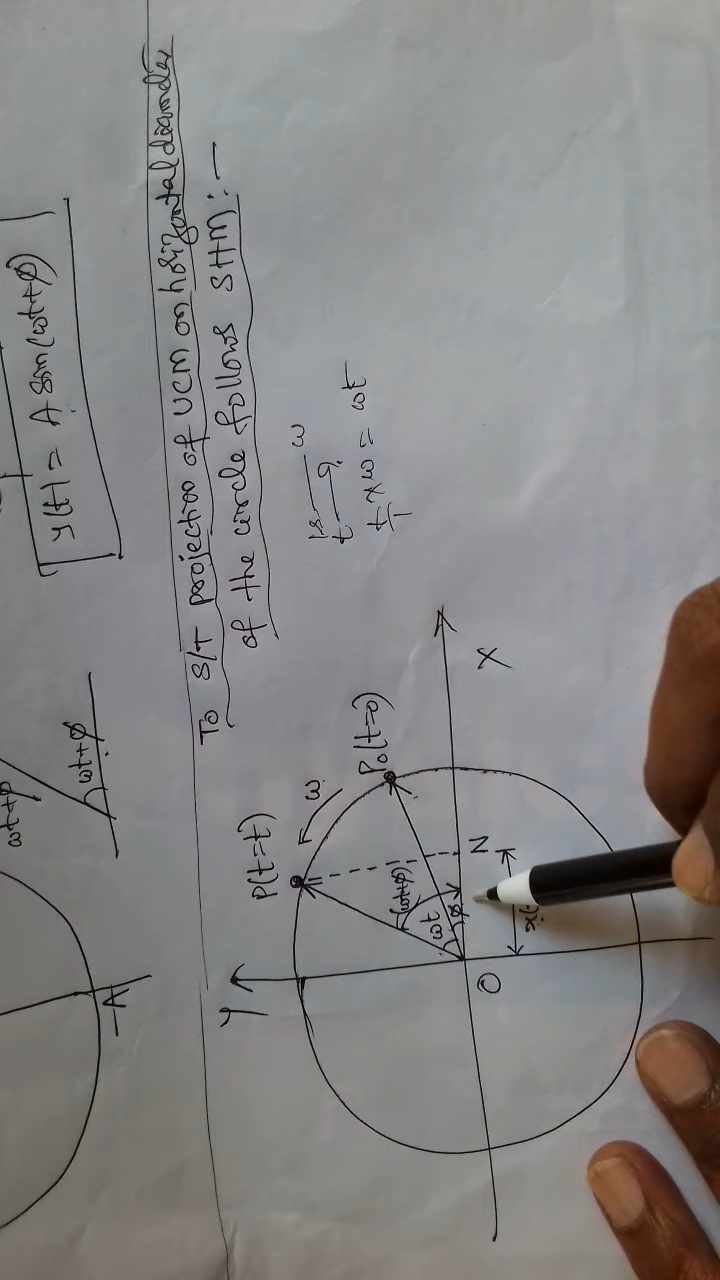 y(t) = A sin(ωt+φ)
ωt+φ
ωt+φ
-A
To S/T projection of UCM on horizontal diameter
of the circle follows SHM:-
1s — ω
t — ?
t/1 × ω = ωt
Y
P(t=t)
ω
P₀(t=0)
(ωt+φ)
ωt
φ
O
N
X